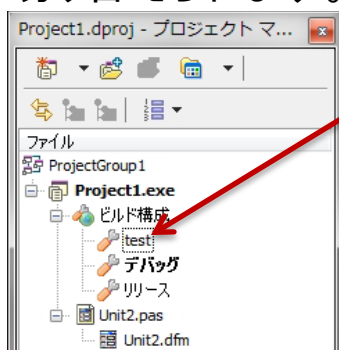 Project1.dproj - プロジェクト マ...
ファイル
ProjectGroup1
Project1.exe
ビルド構成
test
デバッグ
リリース
Unit2.pas
Unit2.dfm